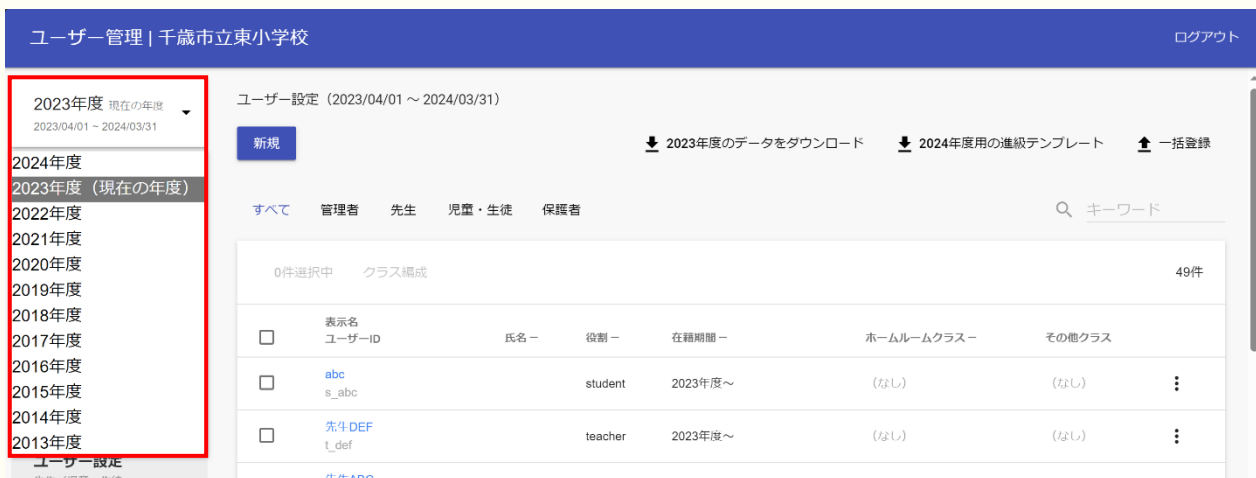 ユーザー管理 | 千歳市立東小学校
ログアウト
2023年度 現在の年度
2023/04/01 ~ 2024/03/31
2024年度
2023年度（現在の年度）
2022年度
2021年度
2020年度
2019年度
2018年度
2017年度
2016年度
2015年度
2014年度
2013年度
ユーザー設定
ユーザー設定（2023/04/01 ～ 2024/03/31）
新規
2023年度のデータをダウンロード
2024年度用の進級テンプレート
一括登録
すべて 管理者 先生 児童・生徒 保護者
キーワード
0件選択中 クラス編成
49件
表示名
ユーザーID
氏名 － 役割 － 在籍期間 － ホームルームクラス － その他クラス
abc
s_abc
student 2023年度～ （なし） （なし）
先生DEF
t_def
teacher 2023年度～ （なし） （なし）